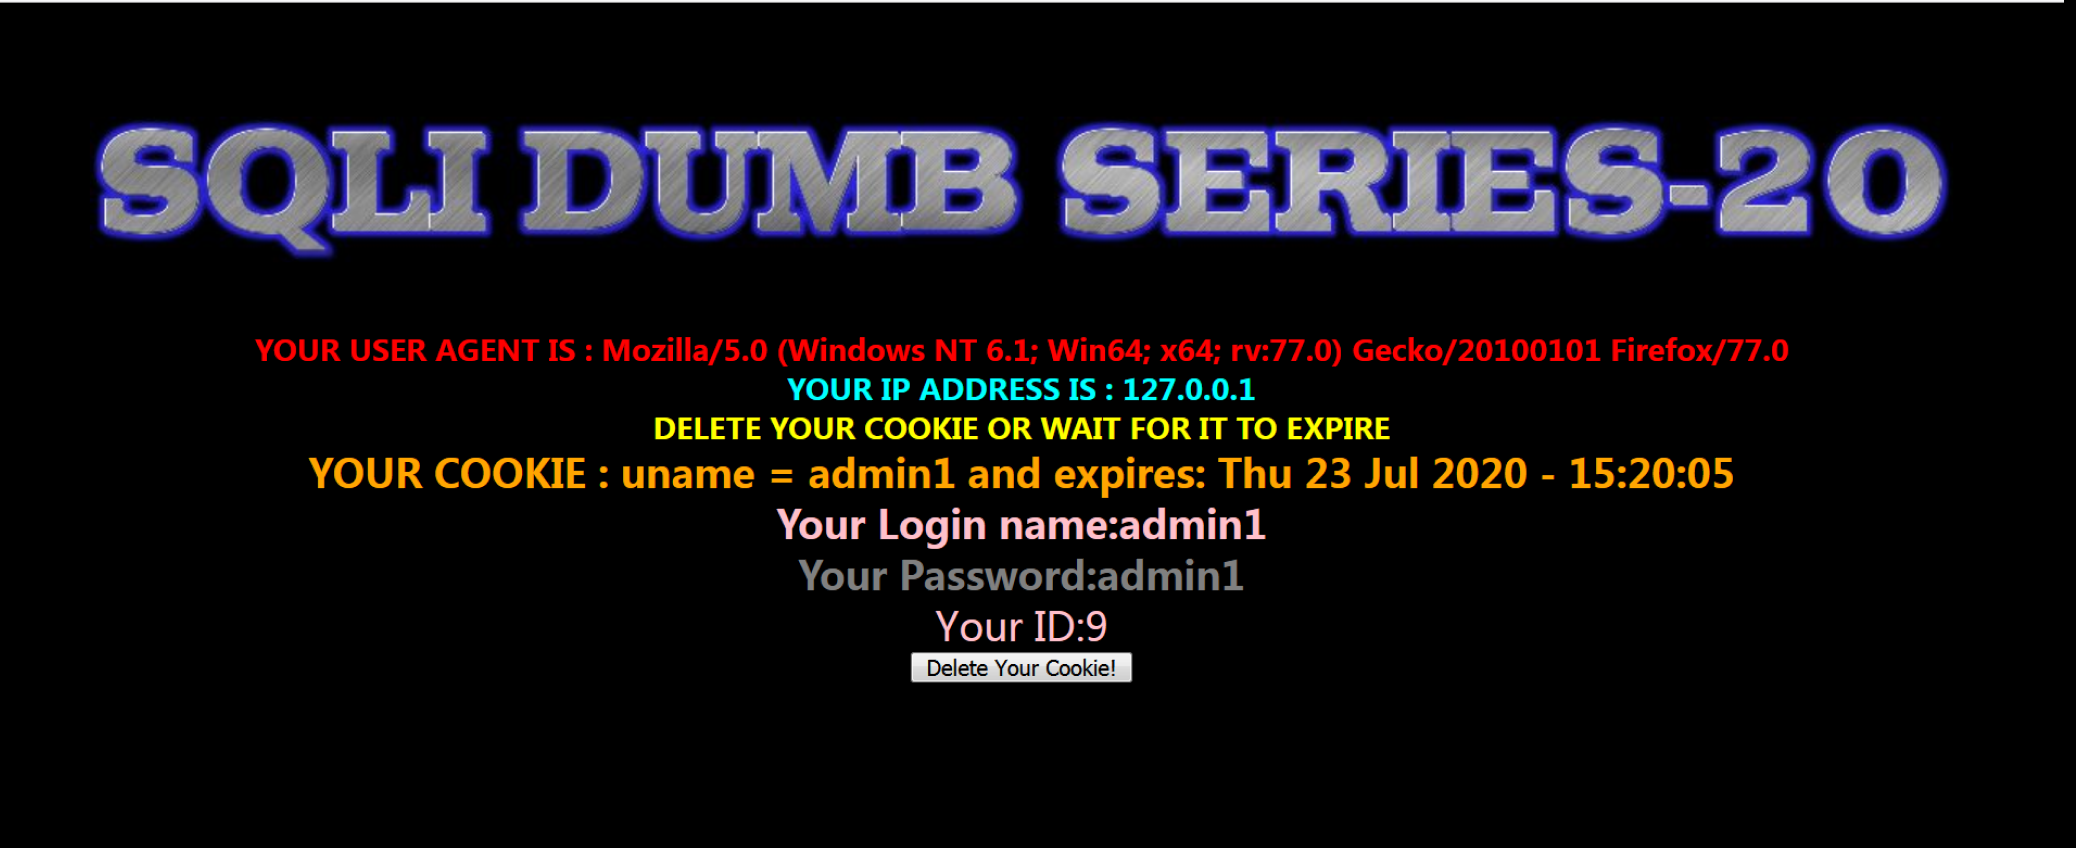 SQLI DUMB SERIES-20
YOUR USER AGENT IS : Mozilla/5.0 (Windows NT 6.1; Win64; x64; rv:77.0) Gecko/20100101 Firefox/77.0
YOUR IP ADDRESS IS : 127.0.0.1
DELETE YOUR COOKIE OR WAIT FOR IT TO EXPIRE
YOUR COOKIE : uname = admin1 and expires: Thu 23 Jul 2020 - 15:20:05
Your Login name:admin1
Your Password:admin1
Your ID:9
Delete Your Cookie!